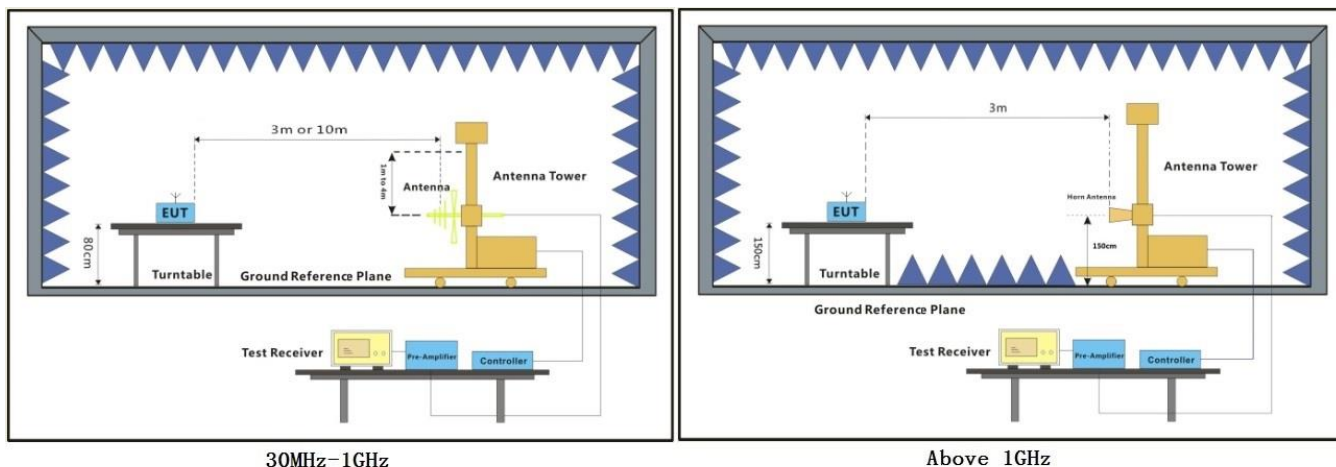 3m or 10m
1m to 4m
Antenna
Antenna Tower
EUT
80cm
Turntable
Ground Reference Plane
Test Receiver
Pre-Amplifier
Controller
30MHz-1GHz
3m
Antenna Tower
Horn Antenna
EUT
150cm
150cm
Turntable
Ground Reference Plane
Test Receiver
Pre-Amplifier
Controller
Above 1GHz